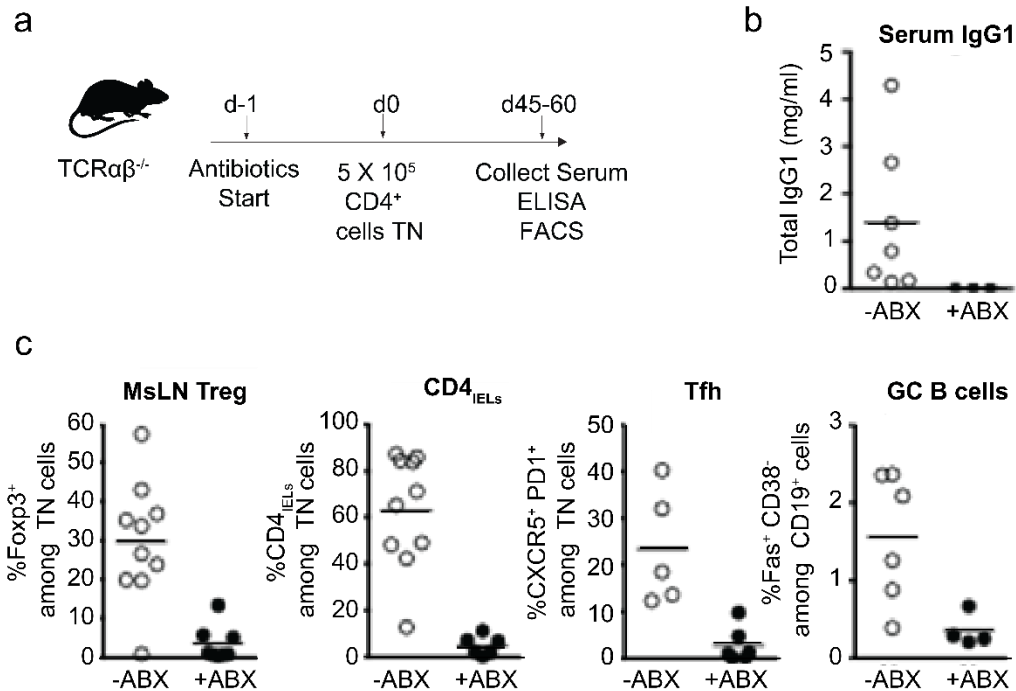 a
d-1
d0
d45-60
TCRαβ-/-
Antibiotics
Start
5 X 10⁵
CD4⁺
cells TN
Collect Serum
ELISA
FACS
b
Serum IgG1
Total IgG1 (mg/ml)
5
4
3
2
1
0
-ABX +ABX
c
MsLN Treg
%Foxp3⁺
among TN cells
60
50
40
30
20
10
0
-ABX +ABX
CD4IELs
%CD4IELs
among TN cells
100
80
60
40
20
0
-ABX +ABX
Tfh
%CXCR5⁺ PD1⁺
among TN cells
50
40
30
20
10
0
-ABX +ABX
GC B cells
%Fas⁺ CD38⁻
among CD19⁺ cells
3
2
1
0
-ABX +ABX